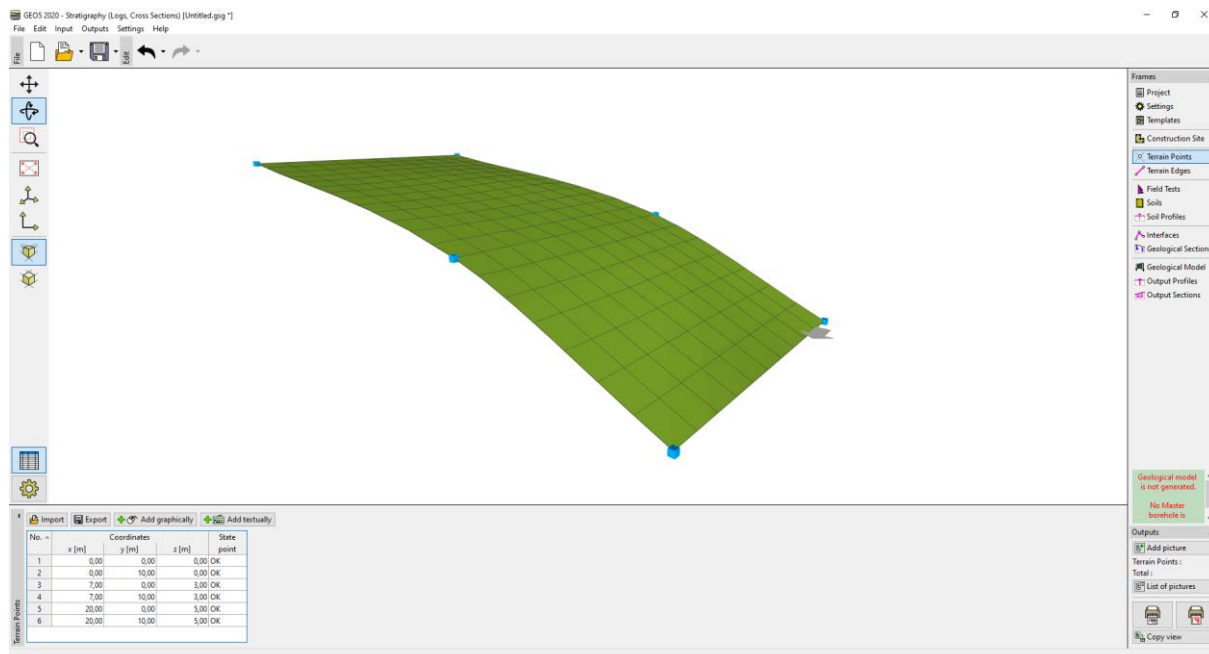 GEO5 2020 - Stratigraphy (Logs, Cross Sections) [Untitled.gsg *]
File Edit Input Outputs Settings Help
File
Edit
Frames
Project
Settings
Templates
Construction Site
Terrain Points
Terrain Edges
Field Tests
Soils
Soil Profiles
Interfaces
Geological Section
Geological Model
Output Profiles
Output Sections
Geological model
is not generated.
No Master
borehole is
Outputs
Add picture
Terrain Points :
Total :
List of pictures
Copy view
Import Export Add graphically Add textually
No. Coordinates State
x [m] y [m] z [m] point
1 0,00 0,00 0,00 OK
2 0,00 10,00 0,00 OK
3 7,00 0,00 3,00 OK
4 7,00 10,00 3,00 OK
5 20,00 0,00 5,00 OK
6 20,00 10,00 5,00 OK
Terrain Points